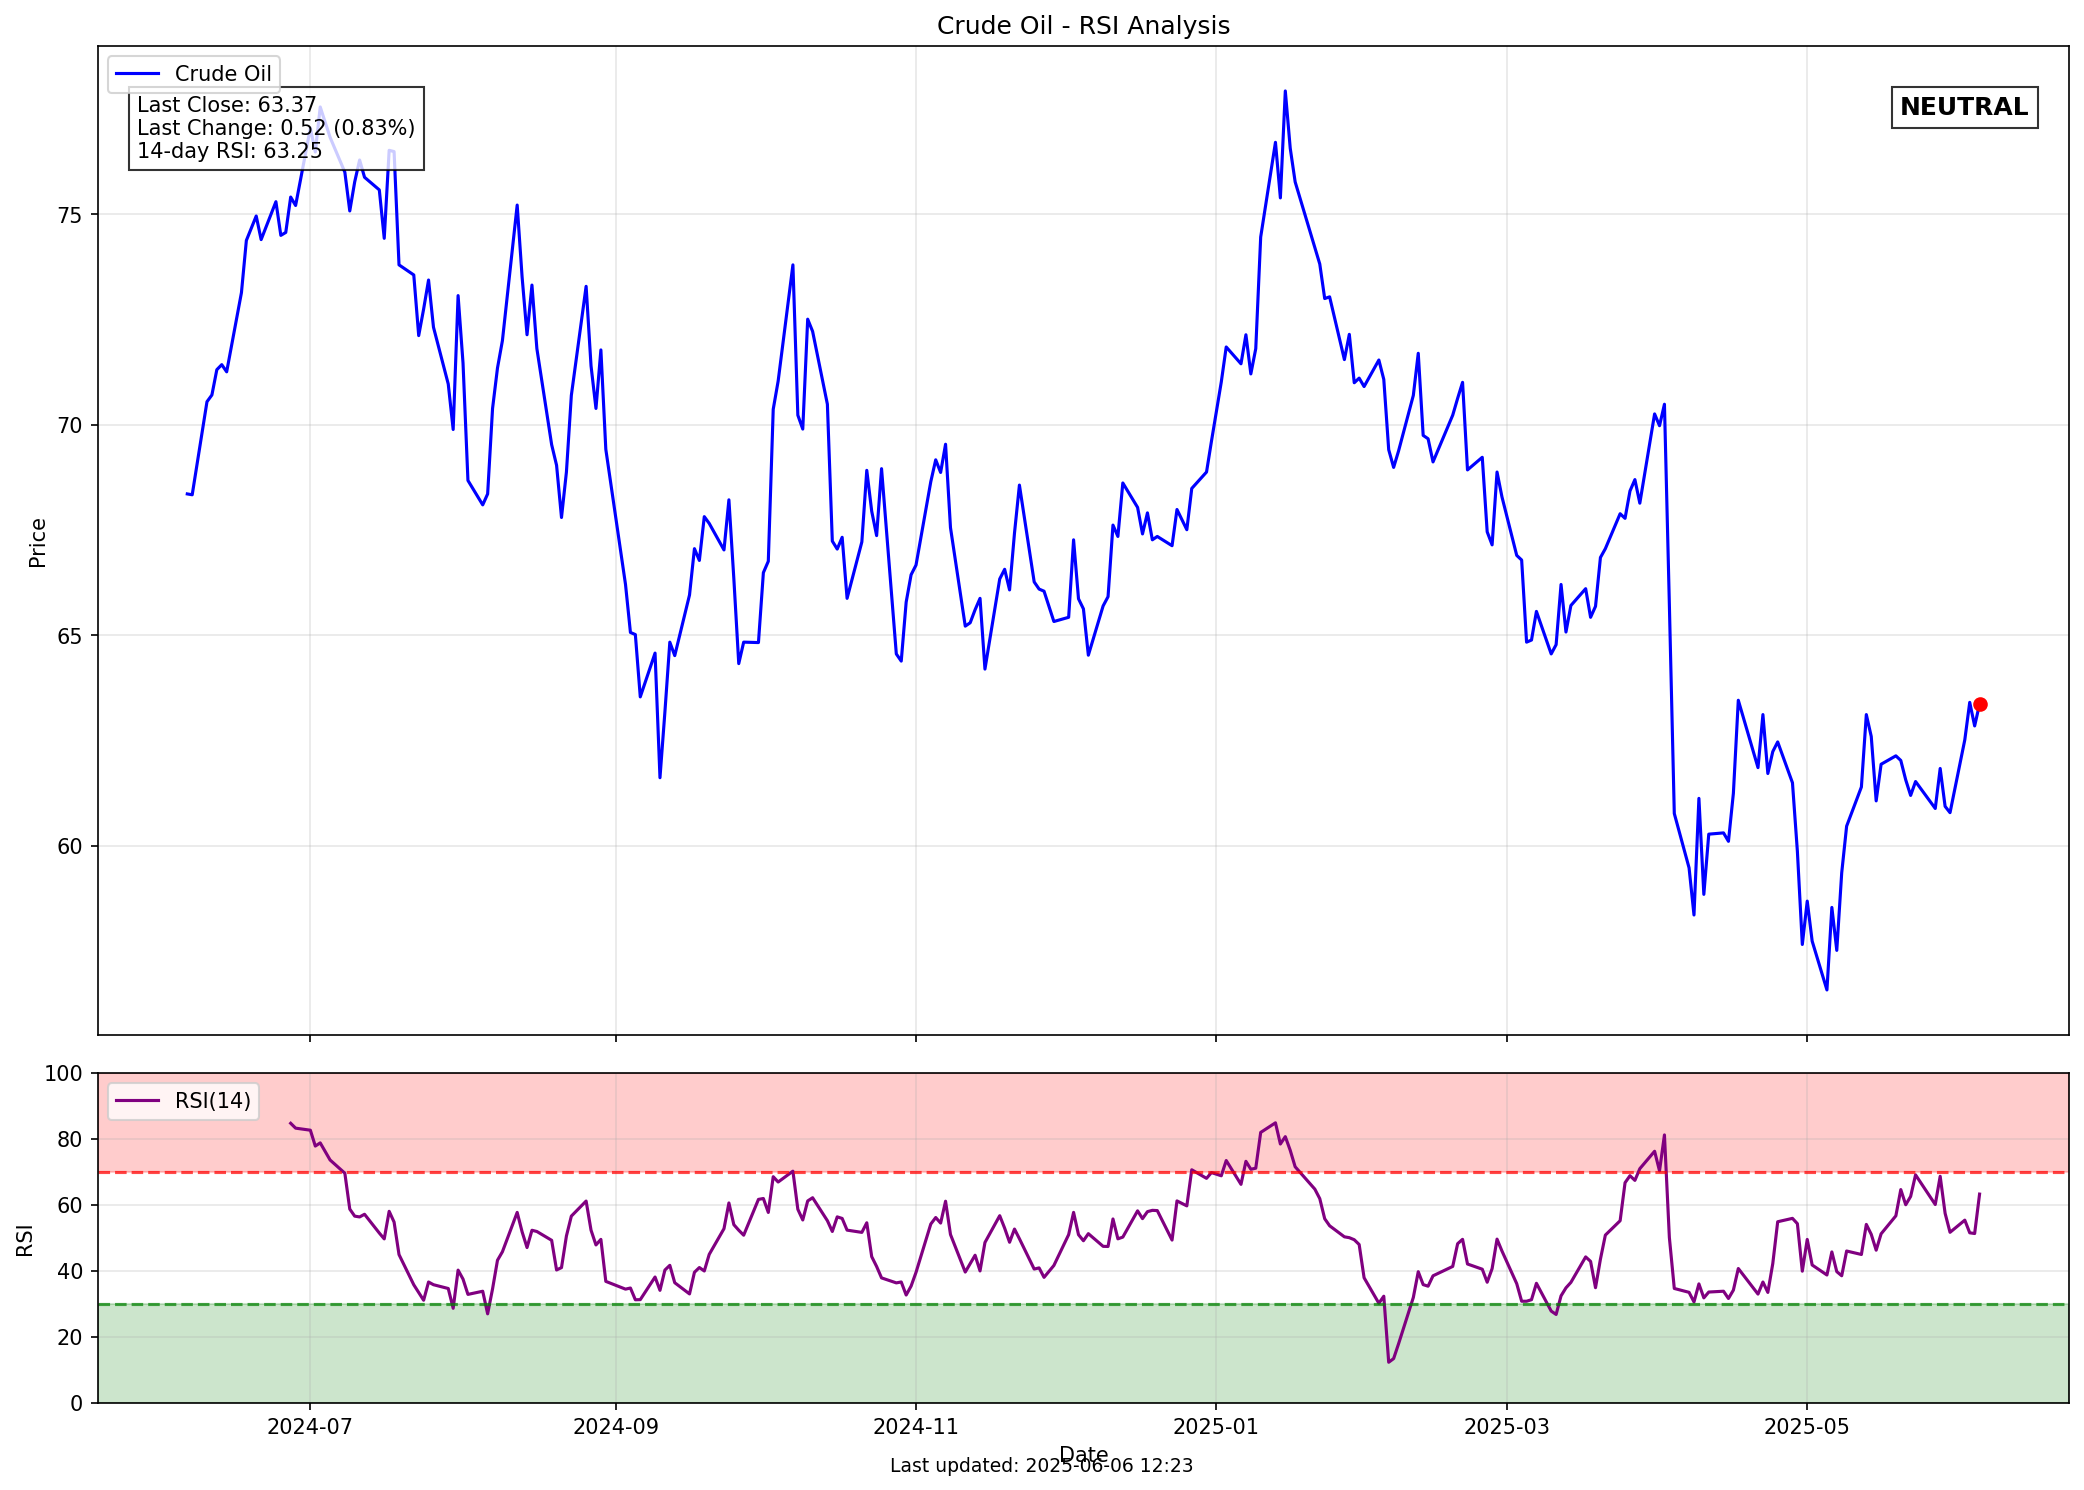 Crude Oil - RSI Analysis
Crude Oil
Last Close: 63.37
Last Change: 0.52 (0.83%)
14-day RSI: 63.25
NEUTRAL
75
70
65
60
Price
100
80
60
40
20
0
RSI
RSI(14)
2024-07
2024-09
2024-11
2025-01
2025-03
2025-05
Date
Last updated: 2025-06-06 12:23